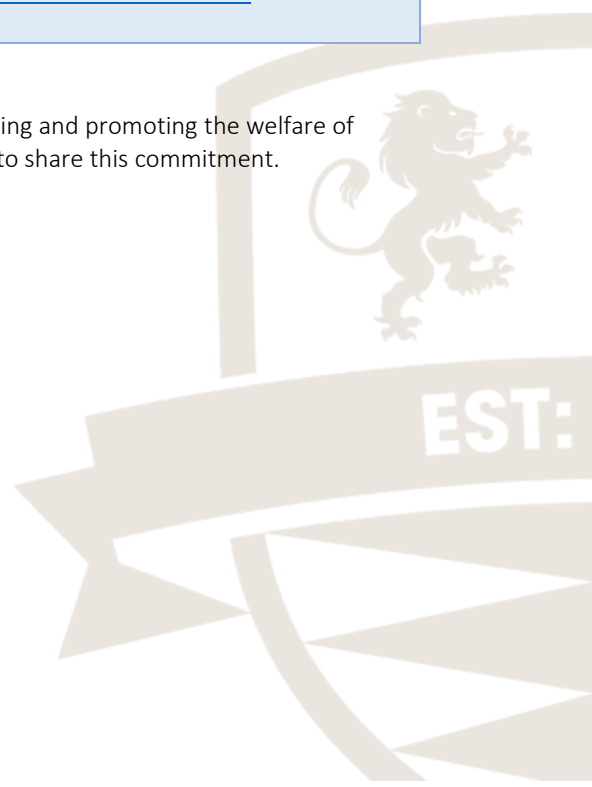 ing and promoting the welfare of
to share this commitment.
EST: